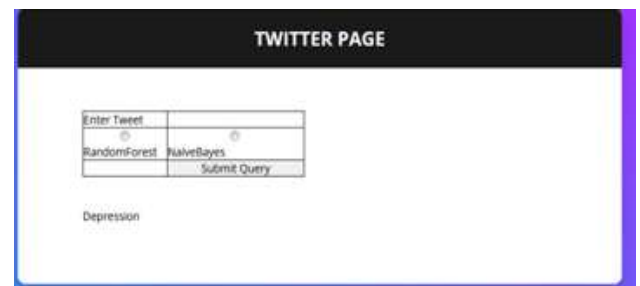 TWITTER PAGE
Enter Tweet
RandomForest NaiveBayes
Submit Query
Depression